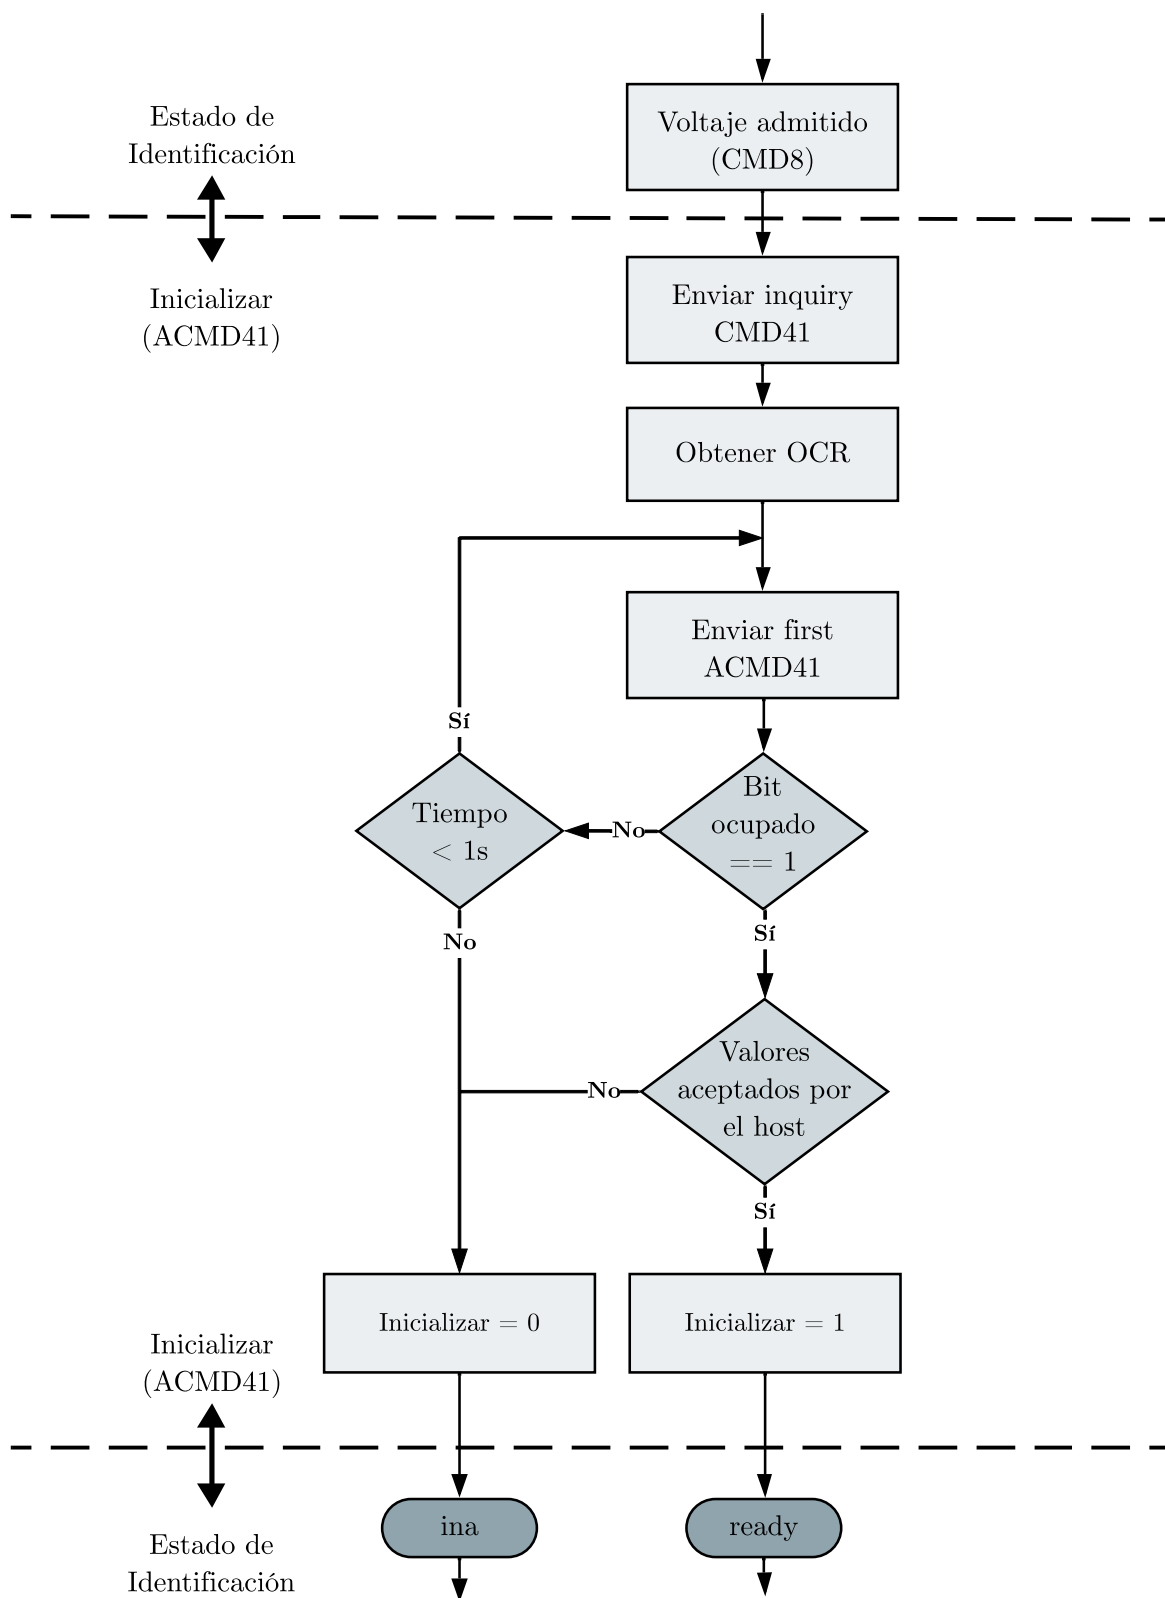 Estado de
Identificación
Voltaje admitido
(CMD8)
Inicializar
(ACMD41)
Enviar inquiry
CMD41
Obtener OCR
Enviar first
ACMD41
Sí
Tiempo
< 1s
No
Bit
ocupado
== 1
No
Sí
Valores
aceptados por
el host
No
Sí
Inicializar = 0
Inicializar = 1
Inicializar
(ACMD41)
Estado de
Identificación
ina
ready